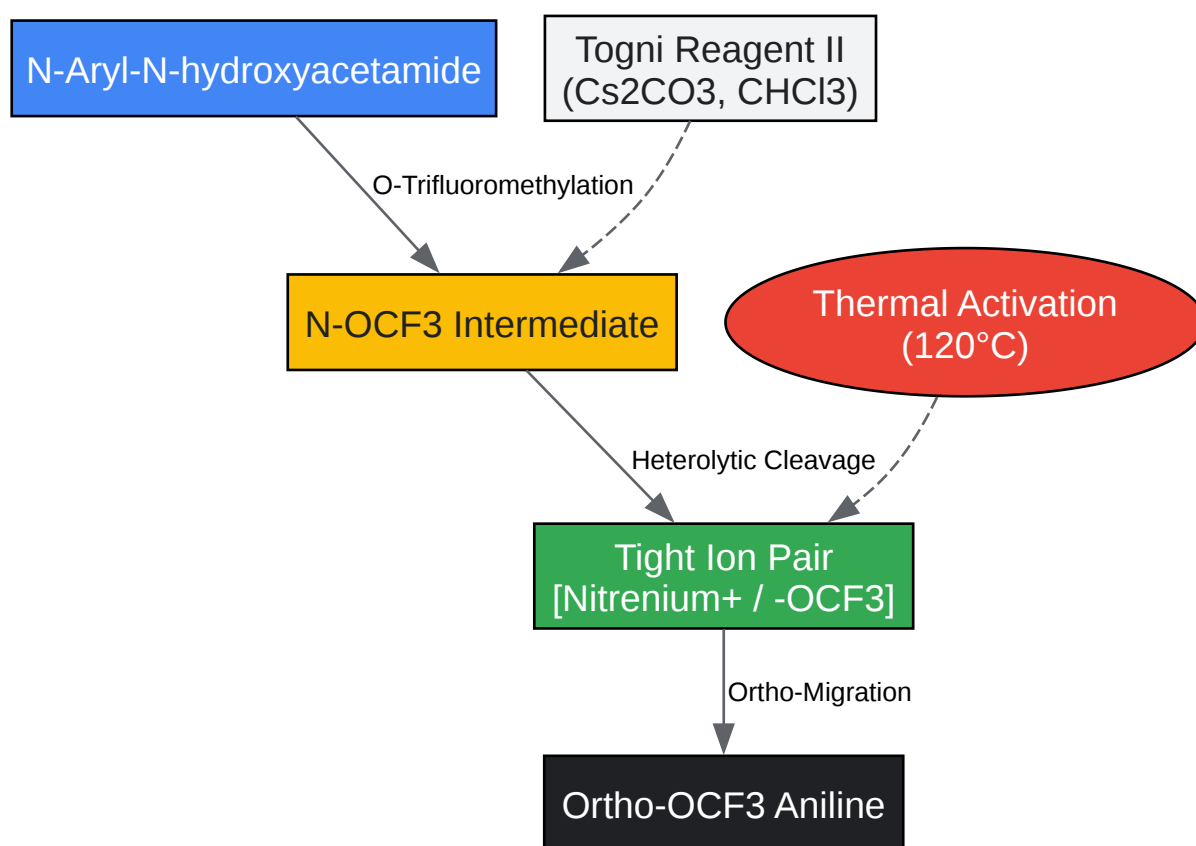 N-Aryl-N-hydroxyacetamide
Togni Reagent II
(Cs2CO3, CHCl3)
O-Trifluoromethylation
N-OCF3 Intermediate
Thermal Activation
(120°C)
Heterolytic Cleavage
Tight Ion Pair
[Nitrenium+ / -OCF3]
Ortho-Migration
Ortho-OCF3 Aniline